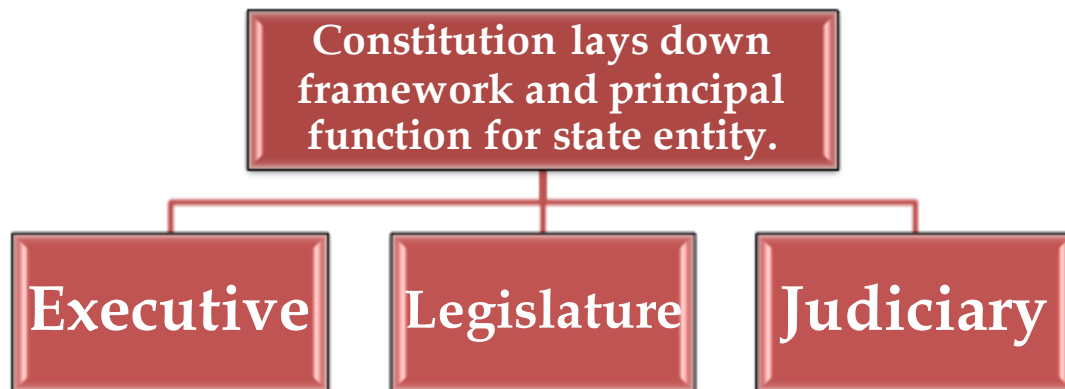 Constitution lays down
framework and principal
function for state entity.
Executive
Legislature
Judiciary